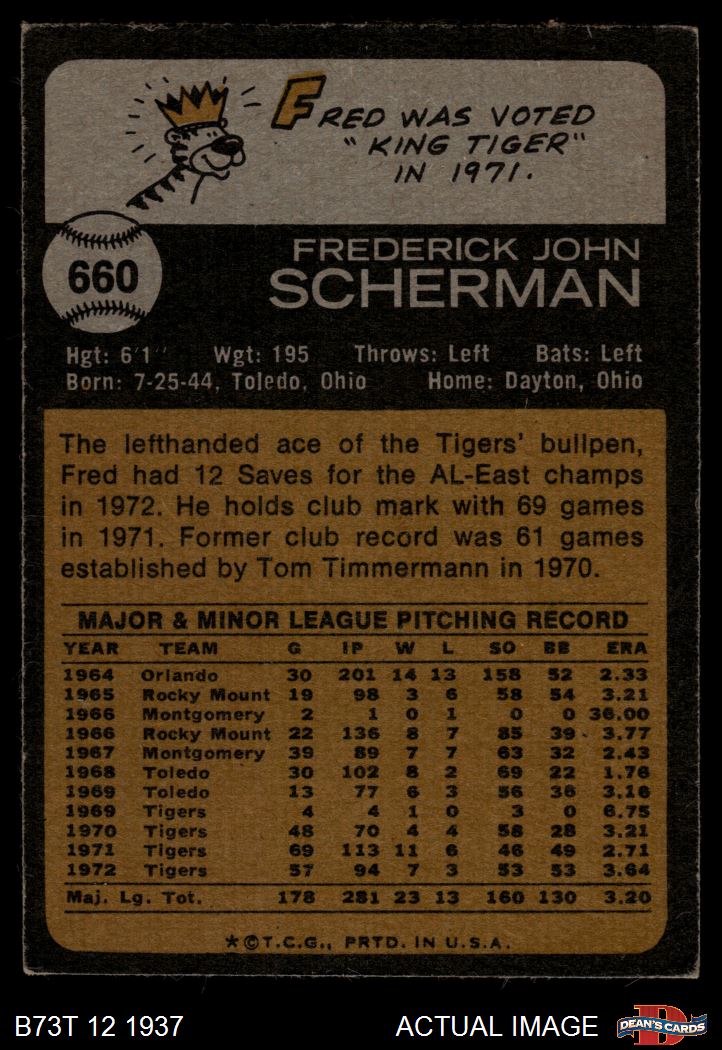 FRED WAS VOTED
"KING TIGER"
IN 1971.
660
FREDERICK JOHN
SCHERMAN
Hgt: 6'1" Wgt: 195 Throws: Left Bats: Left
Born: 7-25-44, Toledo, Ohio Home: Dayton, Ohio
The lefthanded ace of the Tigers' bullpen,
Fred had 12 Saves for the AL-East champs
in 1972. He holds club mark with 69 games
in 1971. Former club record was 61 games
established by Tom Timmermann in 1970.
MAJOR & MINOR LEAGUE PITCHING RECORD
YEAR TEAM G IP W L SO BB ERA
1964 Orlando 30 201 14 13 158 52 2.33
1965 Rocky Mount 19 98 3 6 58 54 3.21
1966 Montgomery 2 1 0 1 0 0 36.00
1966 Rocky Mount 22 136 8 7 85 39 3.77
1967 Montgomery 39 89 7 7 63 32 2.43
1968 Toledo 30 102 8 2 69 22 1.76
1969 Toledo 13 77 6 3 56 36 3.16
1969 Tigers 4 4 1 0 3 0 6.75
1970 Tigers 48 70 4 4 58 28 3.21
1971 Tigers 69 113 11 6 46 49 2.71
1972 Tigers 57 94 7 3 53 53 3.64
Maj. Lg. Tot. 178 281 23 13 160 130 3.20
*©T.C.G., PRTD. IN U.S.A.
B73T 12 1937 ACTUAL IMAGE DEAN'S CARDS